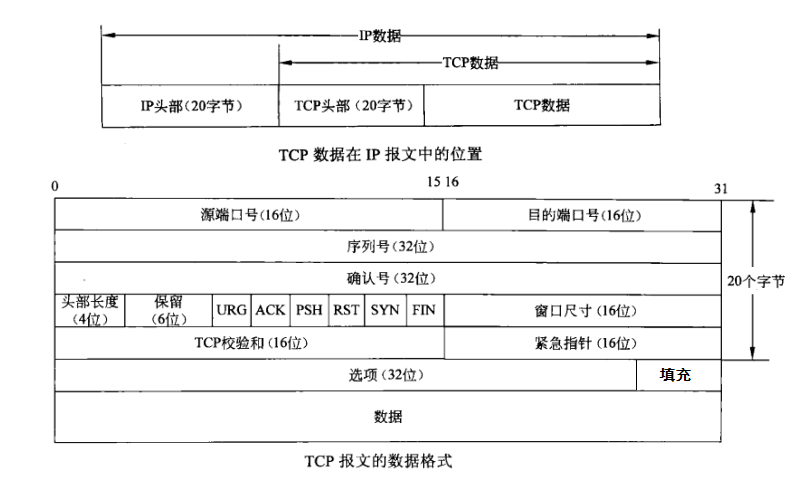 IP数据
TCP数据
IP头部(20字节) TCP头部(20字节) TCP数据
TCP 数据在 IP 报文中的位置
0 15 16 31
源端口号(16位) 目的端口号(16位)
序列号(32位)
确认号(32位)
20个字节
头部长度 保留 URG ACK PSH RST SYN FIN 窗口尺寸(16位)
(4位) (6位)
TCP校验和(16位) 紧急指针(16位)
选项(32位) 填充
数据
TCP 报文的数据格式